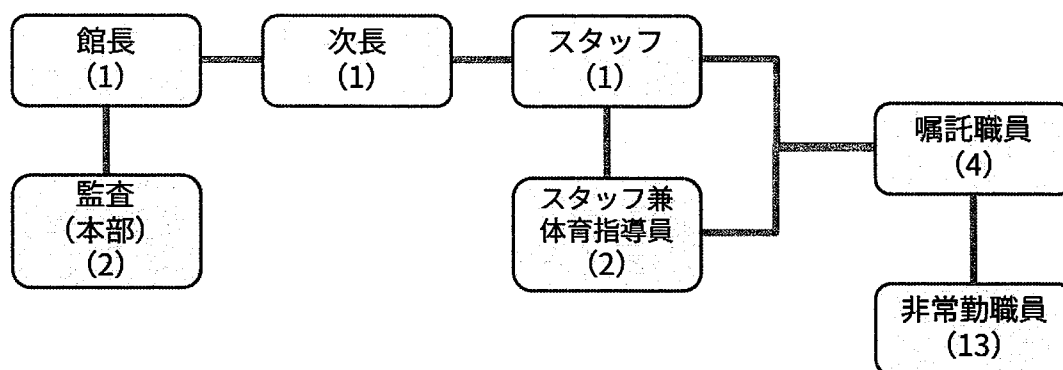 館長
(1)
次長
(1)
スタッフ
(1)
監査
(本部)
(2)
スタッフ兼
体育指導員
(2)
嘱託職員
(4)
非常勤職員
(13)